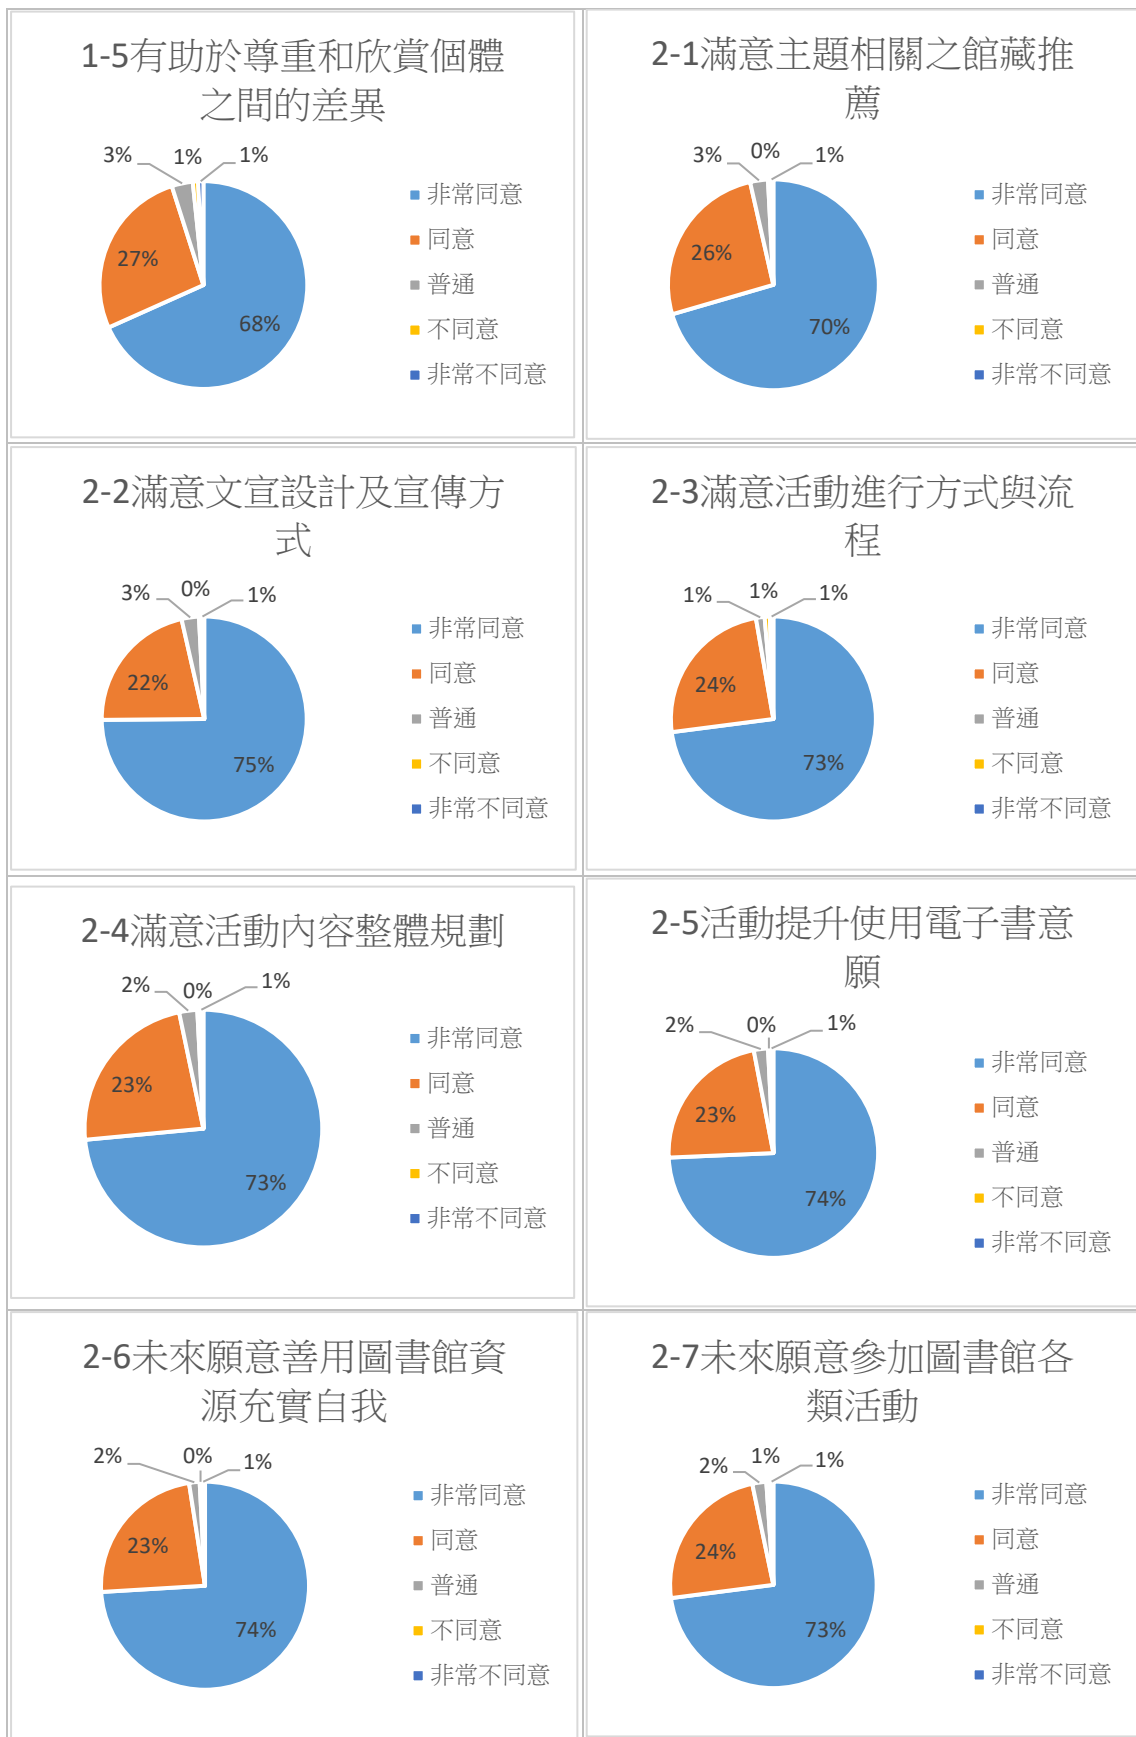 1-5有助於尊重和欣賞個體
之間的差異
3%
1%
1%
27%
68%
非常同意
同意
普通
不同意
非常不同意
2-1滿意主題相關之館藏推
薦
3%
0%
1%
26%
70%
非常同意
同意
普通
不同意
非常不同意
2-2滿意文宣設計及宣傳方
式
3%
0%
1%
22%
75%
非常同意
同意
普通
不同意
非常不同意
2-3滿意活動進行方式與流
程
1%
1%
1%
24%
73%
非常同意
同意
普通
不同意
非常不同意
2-4滿意活動內容整體規劃
2%
0%
1%
23%
73%
非常同意
同意
普通
不同意
非常不同意
2-5活動提升使用電子書意
願
2%
0%
1%
23%
74%
非常同意
同意
普通
不同意
非常不同意
2-6未來願意善用圖書館資
源充實自我
2%
0%
1%
23%
74%
非常同意
同意
普通
不同意
非常不同意
2-7未來願意參加圖書館各
類活動
2%
1%
1%
24%
73%
非常同意
同意
普通
不同意
非常不同意